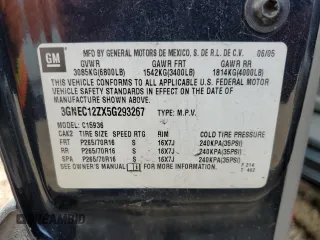 GM
MFD BY GENERAL MOTORS DE MEXICO, S. DE R.L. DE C.V. 06/05
GVWR GAWR FRT GAWR RR
3085KG(6800LB) 1542KG(3400LB) 1814KG(4000LB)
THIS VEHICLE CONFORMS TO ALL APPLICABLE U.S. FEDERAL MOTOR
VEHICLE SAFETY STANDARDS IN EFFECT ON THE DATE OF
MANUFACTURE SHOWN ABOVE.
3GNEC12ZX5G293267 TYPE: M.P.V.
MODEL: C15936
TIRE SIZE SPEED RTG RIM COLD TIRE PRESSURE
FRT P265/70R16 S 16X7J 240KPA(35PSI)
RR P265/70R16 S 16X7J 240KPA(35PSI)
SPA P265/70R16 S 16X7J 240KPA(35PSI)
SEE OWNER'S MANUAL FOR MORE INFORMATION.